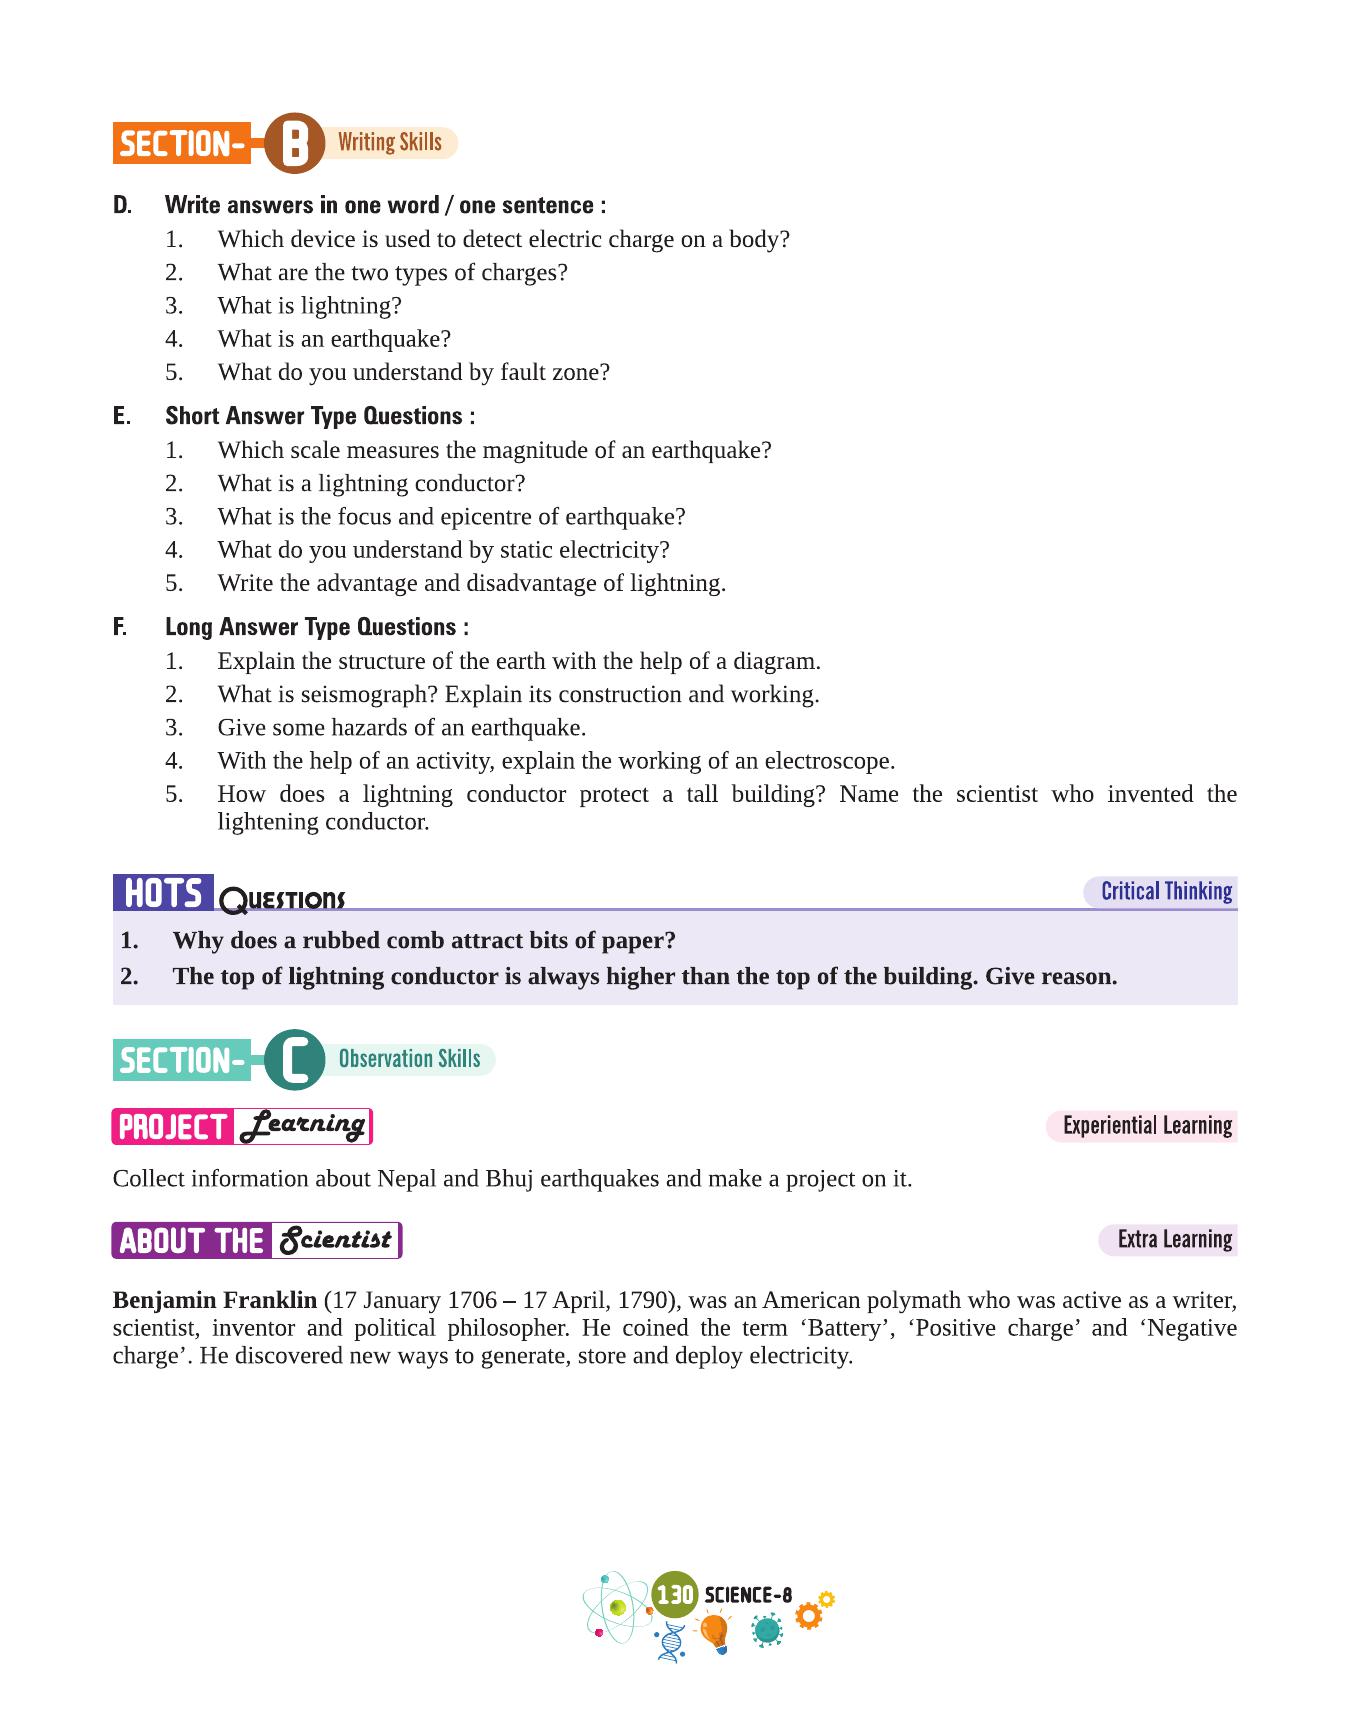 SECTION- B Writing Skills
D. Write answers in one word / one sentence :
1. Which device is used to detect electric charge on a body?
2. What are the two types of charges?
3. What is lightning?
4. What is an earthquake?
5. What do you understand by fault zone?
E. Short Answer Type Questions :
1. Which scale measures the magnitude of an earthquake?
2. What is a lightning conductor?
3. What is the focus and epicentre of earthquake?
4. What do you understand by static electricity?
5. Write the advantage and disadvantage of lightning.
F. Long Answer Type Questions :
1. Explain the structure of the earth with the help of a diagram.
2. What is seismograph? Explain its construction and working.
3. Give some hazards of an earthquake.
4. With the help of an activity, explain the working of an electroscope.
5. How does a lightning conductor protect a tall building? Name the scientist who invented the
lightening conductor.
HOTS Questions Critical Thinking
1. Why does a rubbed comb attract bits of paper?
2. The top of lightning conductor is always higher than the top of the building. Give reason.
SECTION- C Observation Skills
PROJECT Learning Experiential Learning
Collect information about Nepal and Bhuj earthquakes and make a project on it.
ABOUT THE Scientist Extra Learning
Benjamin Franklin (17 January 1706 – 17 April, 1790), was an American polymath who was active as a writer,
scientist, inventor and political philosopher. He coined the term ‘Battery’, ‘Positive charge’ and ‘Negative
charge’. He discovered new ways to generate, store and deploy electricity.
130 SCIENCE-8